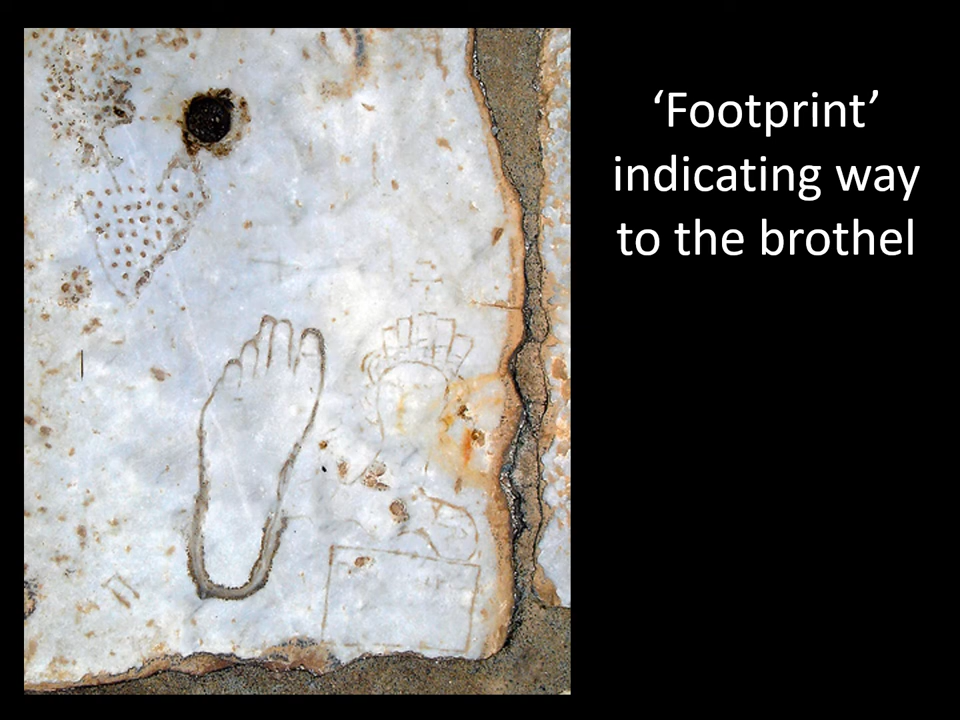 ‘Footprint’
indicating way
to the brothel